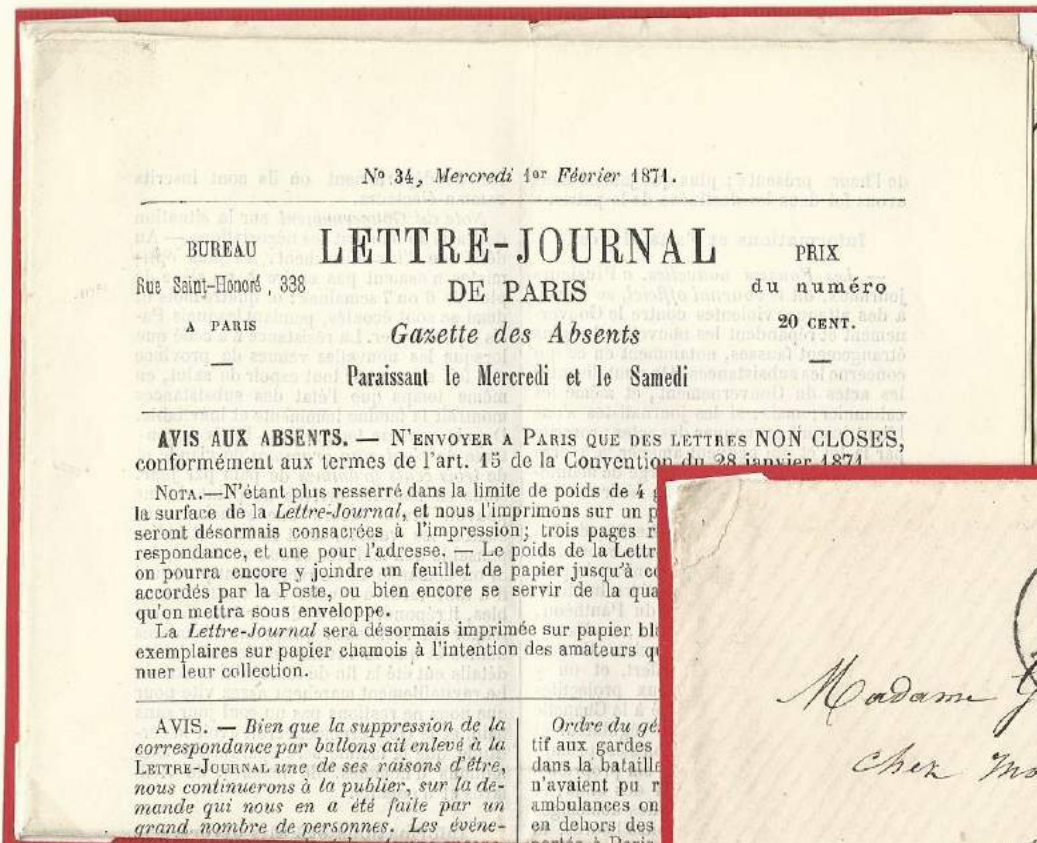 No 34, Mercredi 1er Février 1871.
BUREAU
Rue Saint-Honoré, 338
A PARIS
LETTRE-JOURNAL
DE PARIS
Gazette des Absents
Paraissant le Mercredi et le Samedi
PRIX
du numéro
20 CENT.
AVIS AUX ABSENTS. — N'ENVOYER A PARIS QUE DES LETTRES NON CLOSES,
conformément aux termes de l'art. 15 de la Convention du 28 janvier 1871
NOTA.—N'étant plus resserré dans la limite de poids de 4
la surface de la Lettre-Journal, et nous l'imprimons sur un
seront désormais consacrées à l'impression; trois pages
respondance, et une pour l'adresse. — Le poids de la
on pourra encore y joindre un feuillet de papier jusqu'à
accordés par la Poste, ou bien encore se servir de la
qu'on mettra sous enveloppe.
La Lettre-Journal sera désormais imprimée sur papier
exemplaires sur papier chamois à l'intention des amateurs
nuer leur collection.
AVIS. — Bien que la suppression de la
correspondance par ballons ait enlevé à la
LETTRE-JOURNAL une de ses raisons d'être,
nous continuerons à la publier, sur la de-
mande qui nous en a été faite par un
grand nombre de personnes. Les événe-
Ordre du
tif aux gardes
dans la bataille
n'avaient pu
ambulances
en dehors des
Madame
chez